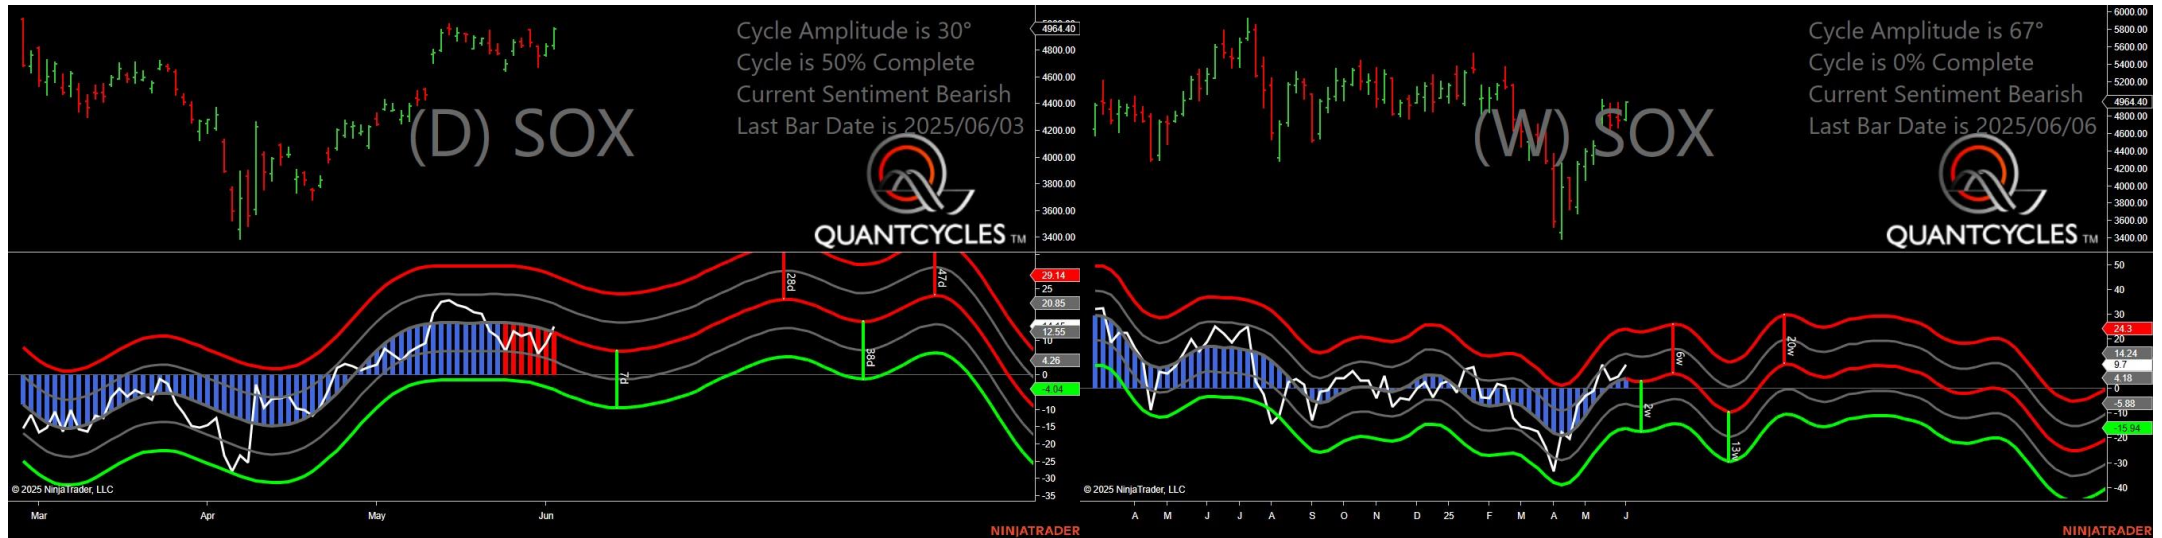 Cycle Amplitude is 30°
Cycle is 50% Complete
Current Sentiment Bearish
Last Bar Date is 2025/06/03
(D) SOX
QUANTCYCLES TM
4964.40
4800.00
4600.00
4400.00
4200.00
4000.00
3800.00
3600.00
3400.00
28d
47d
7d
38d
29.14
25
20.85
12.55
10
4.26
0
-4.04
-10
-15
-20
-25
-30
-35
© 2025 NinjaTrader, LLC
Mar Apr May Jun
NINJATRADER
Cycle Amplitude is 67°
Cycle is 0% Complete
Current Sentiment Bearish
Last Bar Date is 2025/06/06
(W) SOX
QUANTCYCLES TM
6000.00
5800.00
5600.00
5400.00
5200.00
4964.40
4800.00
4600.00
4400.00
4200.00
4000.00
3800.00
3600.00
3400.00
2w
6w
13w
20w
50
40
30
24.3
20
14.24
9.7
4.18
0
-5.88
-10
-15.94
-20
-30
-40
© 2025 NinjaTrader, LLC
A M J J A S O N D 25 F M A M J
NINJATRADER